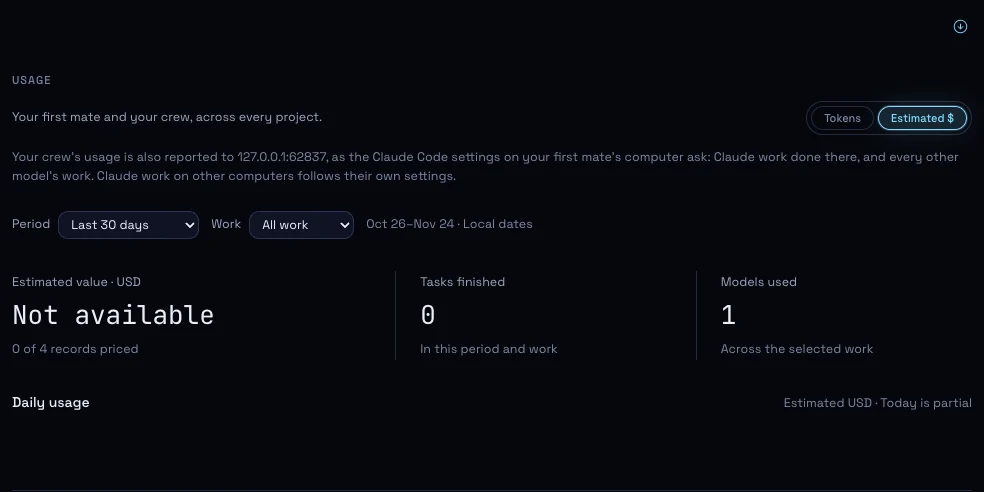 USAGE
Your first mate and your crew, across every project.
Tokens
Estimated $
Your crew's usage is also reported to 127.0.0.1:62837, as the Claude Code settings on your first mate's computer ask: Claude work done there, and every other
model's work. Claude work on other computers follows their own settings.
Period
Last 30 days
Work
All work
Oct 26–Nov 24 · Local dates
Estimated value · USD
Not available
0 of 4 records priced
Tasks finished
0
In this period and work
Models used
1
Across the selected work
Daily usage
Estimated USD · Today is partial